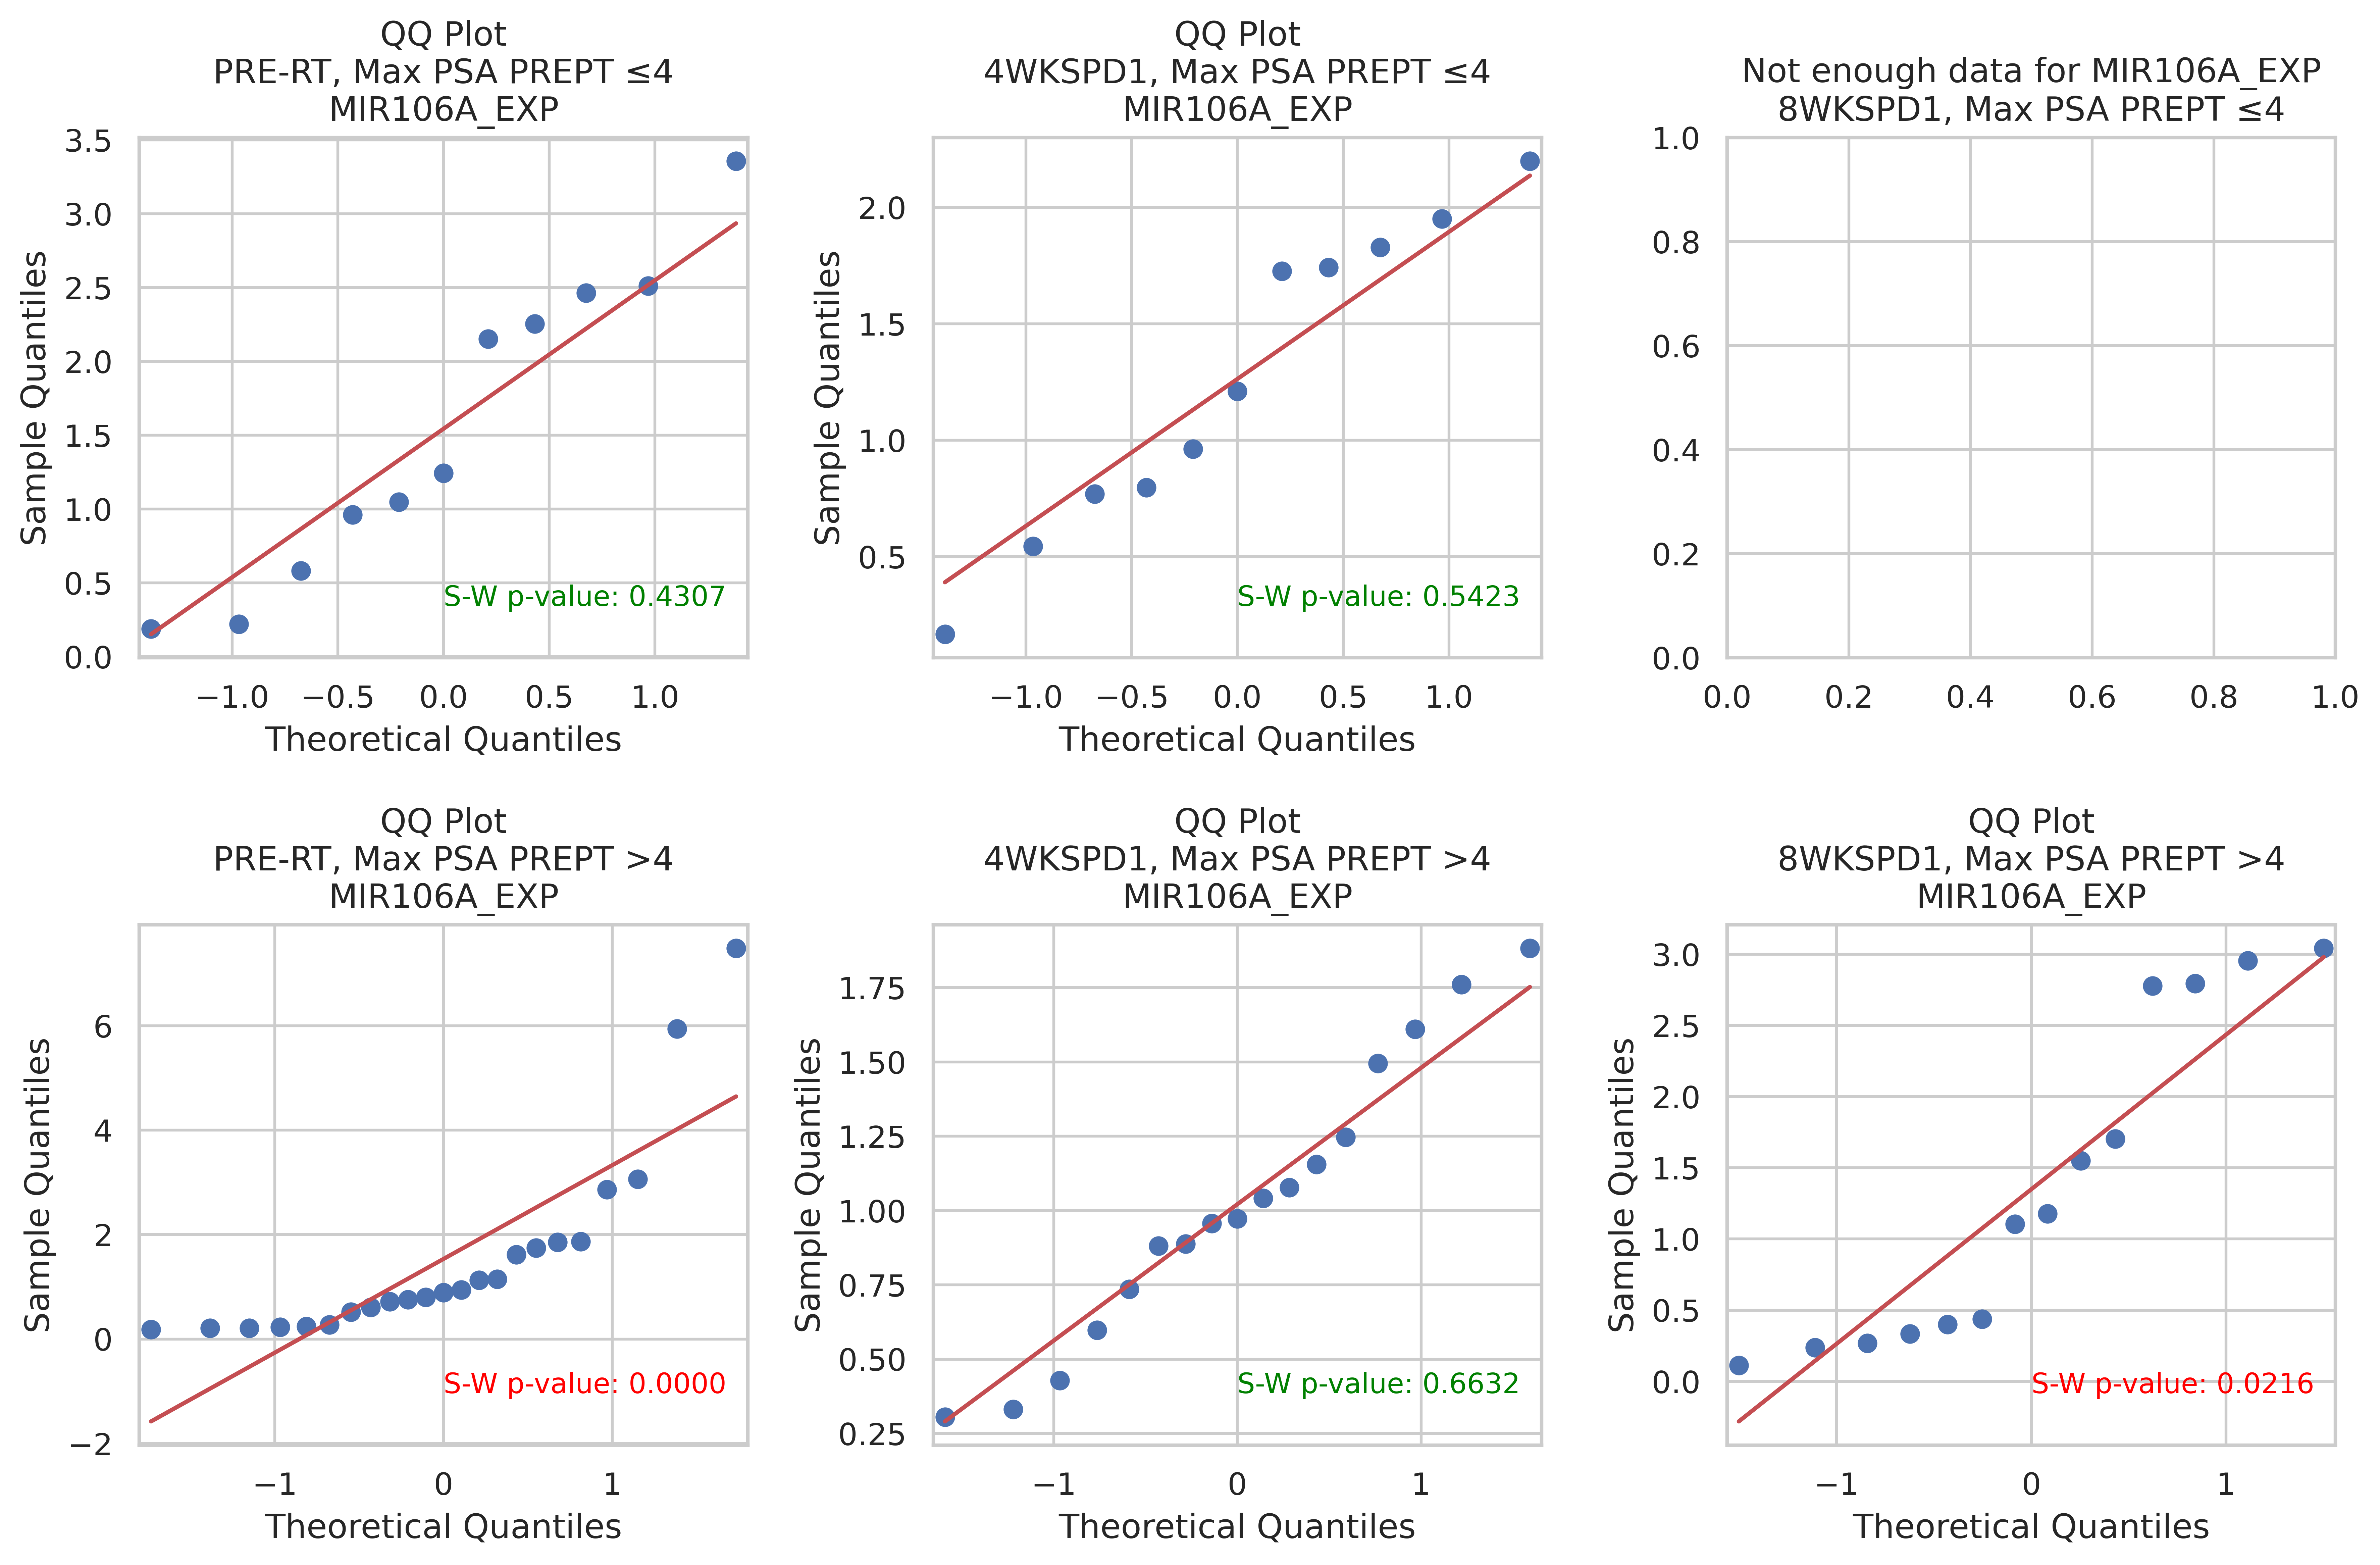 QQ Plot
PRE-RT, Max PSA PREPT ≤4
MIR106A_EXP
3.5
3.0
2.5
2.0
1.5
1.0
0.5
0.0
Sample Quantiles
S-W p-value: 0.4307
−1.0 −0.5 0.0 0.5 1.0
Theoretical Quantiles
QQ Plot
4WKSPD1, Max PSA PREPT ≤4
MIR106A_EXP
2.0
1.5
1.0
0.5
Sample Quantiles
S-W p-value: 0.5423
−1.0 −0.5 0.0 0.5 1.0
Theoretical Quantiles
Not enough data for MIR106A_EXP
8WKSPD1, Max PSA PREPT ≤4
1.0
0.8
0.6
0.4
0.2
0.0
0.0 0.2 0.4 0.6 0.8 1.0
QQ Plot
PRE-RT, Max PSA PREPT >4
MIR106A_EXP
6
4
2
0
−2
Sample Quantiles
S-W p-value: 0.0000
−1 0 1
Theoretical Quantiles
QQ Plot
4WKSPD1, Max PSA PREPT >4
MIR106A_EXP
1.75
1.50
1.25
1.00
0.75
0.50
0.25
Sample Quantiles
S-W p-value: 0.6632
−1 0 1
Theoretical Quantiles
QQ Plot
8WKSPD1, Max PSA PREPT >4
MIR106A_EXP
3.0
2.5
2.0
1.5
1.0
0.5
0.0
Sample Quantiles
S-W p-value: 0.0216
−1 0 1
Theoretical Quantiles